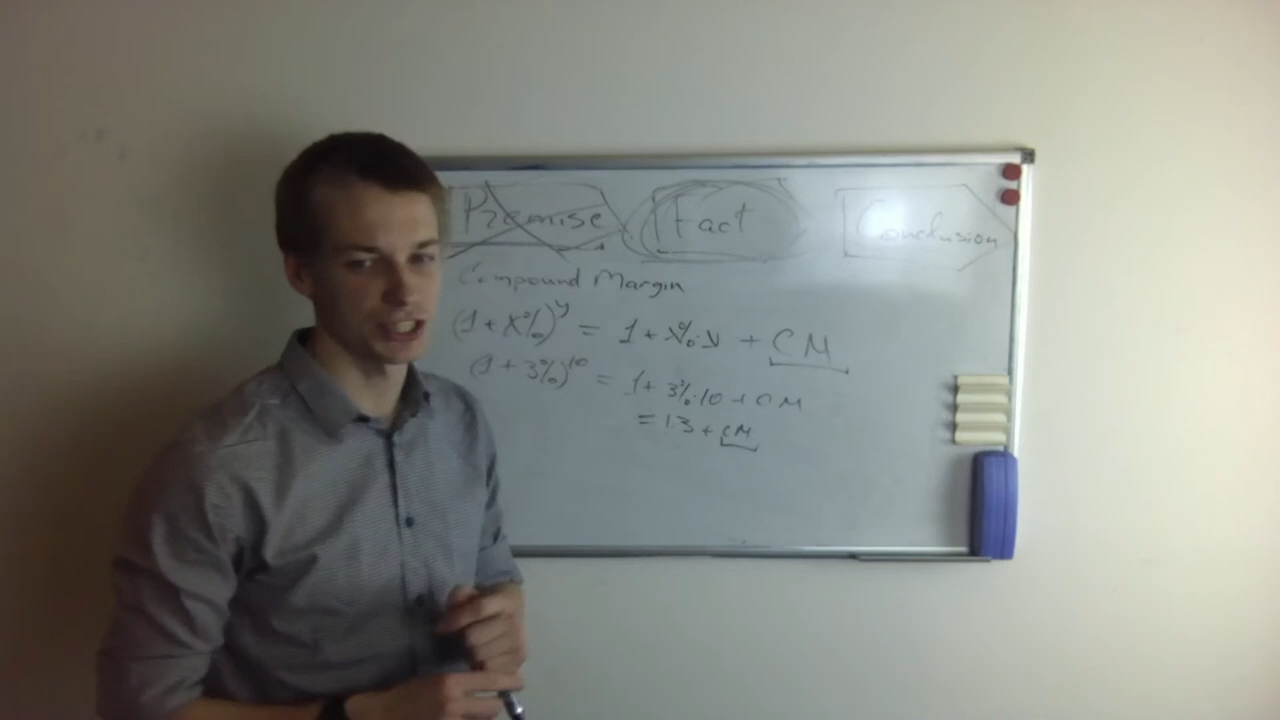 Premise Fact Conclusion
Compound Margin
(1 + X%)^y = 1 + X%·y + CM
(1 + 3%)^10 = 1 + 3%·10 + CM
= 1.3 + CM